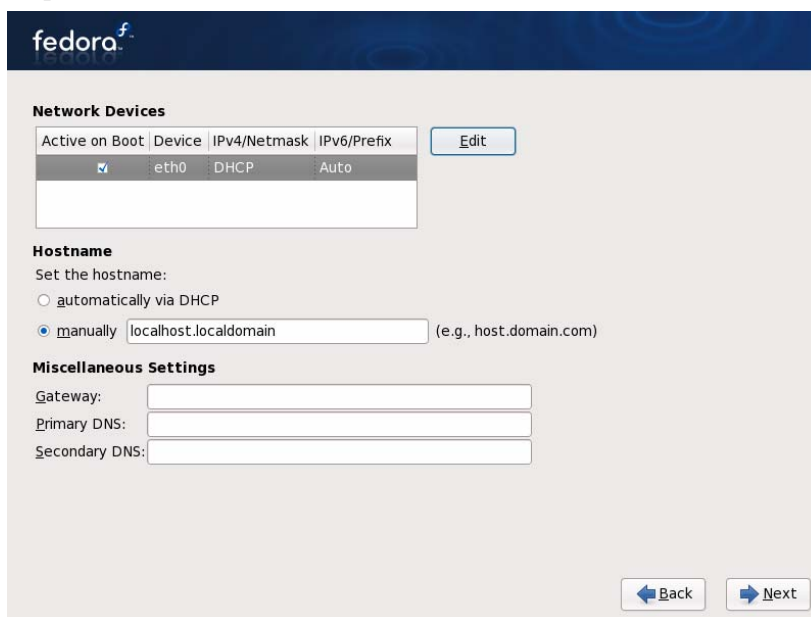 fedora
Network Devices
Active on Boot Device IPv4/Netmask IPv6/Prefix
eth0 DHCP Auto
Edit
Hostname
Set the hostname:
automatically via DHCP
manually localhost.localdomain (e.g., host.domain.com)
Miscellaneous Settings
Gateway:
Primary DNS:
Secondary DNS:
Back Next